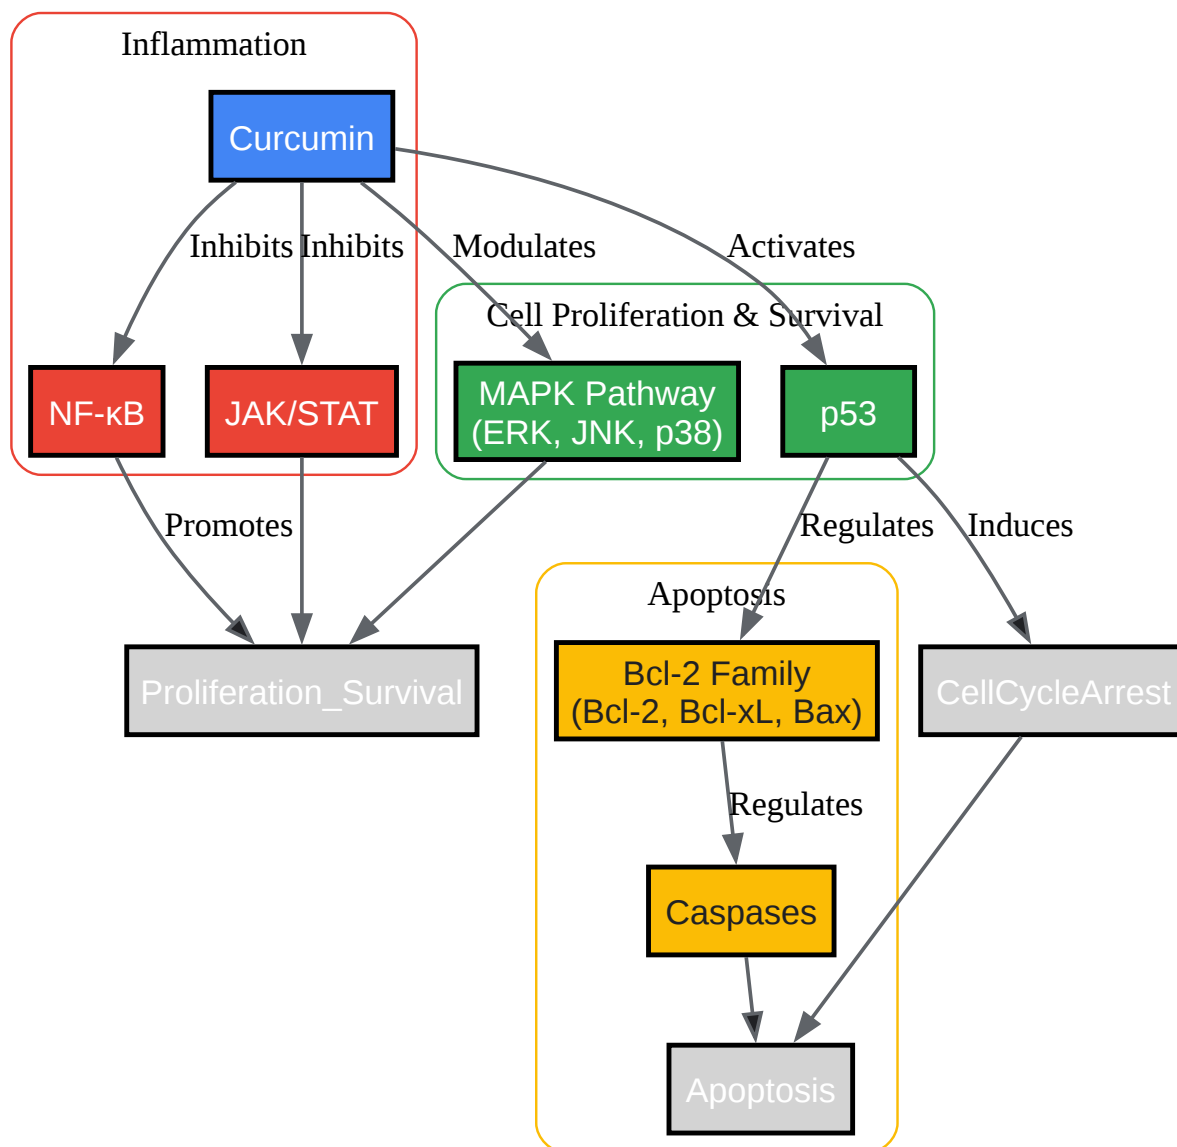 Inflammation
Curcumin
Inhibits
Inhibits
Modulates
Activates
Cell Proliferation & Survival
NF-κB
JAK/STAT
MAPK Pathway
(ERK, JNK, p38)
p53
Promotes
Regulates
Induces
Apoptosis
Proliferation_Survival
Bcl-2 Family
(Bcl-2, Bcl-xL, Bax)
CellCycleArrest
Regulates
Caspases
Apoptosis